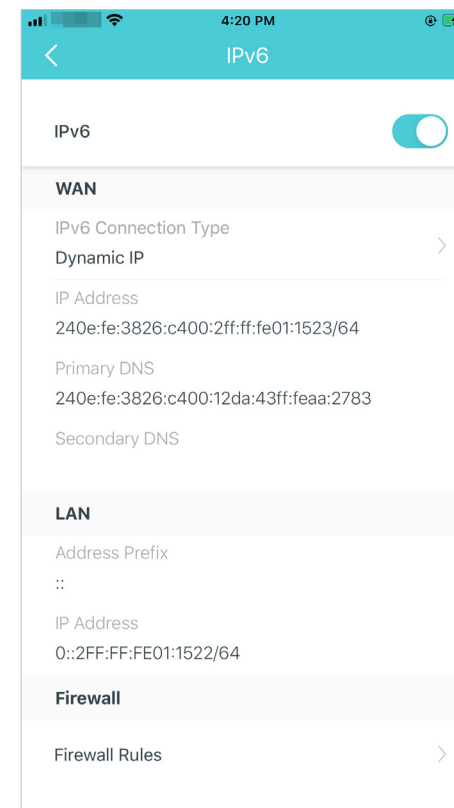 4:20 PM
IPv6
IPv6
WAN
IPv6 Connection Type
Dynamic IP
IP Address
240e:fe:3826:c400:2ff:ff:fe01:1523/64
Primary DNS
240e:fe:3826:c400:12da:43ff:feaa:2783
Secondary DNS
LAN
Address Prefix
::
IP Address
0::2FF:FF:FE01:1522/64
Firewall
Firewall Rules